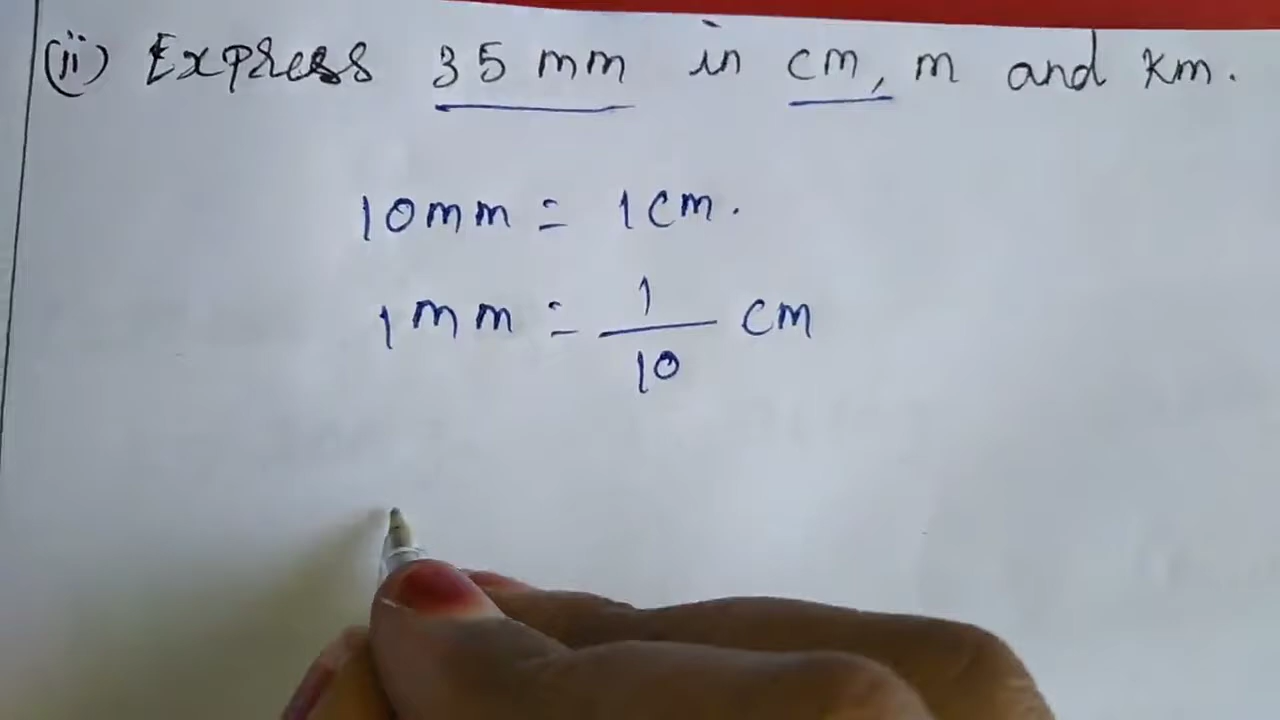 (ii) Express 35 mm in cm, m and km.
10mm = 1cm.
1mm = 1/10 cm